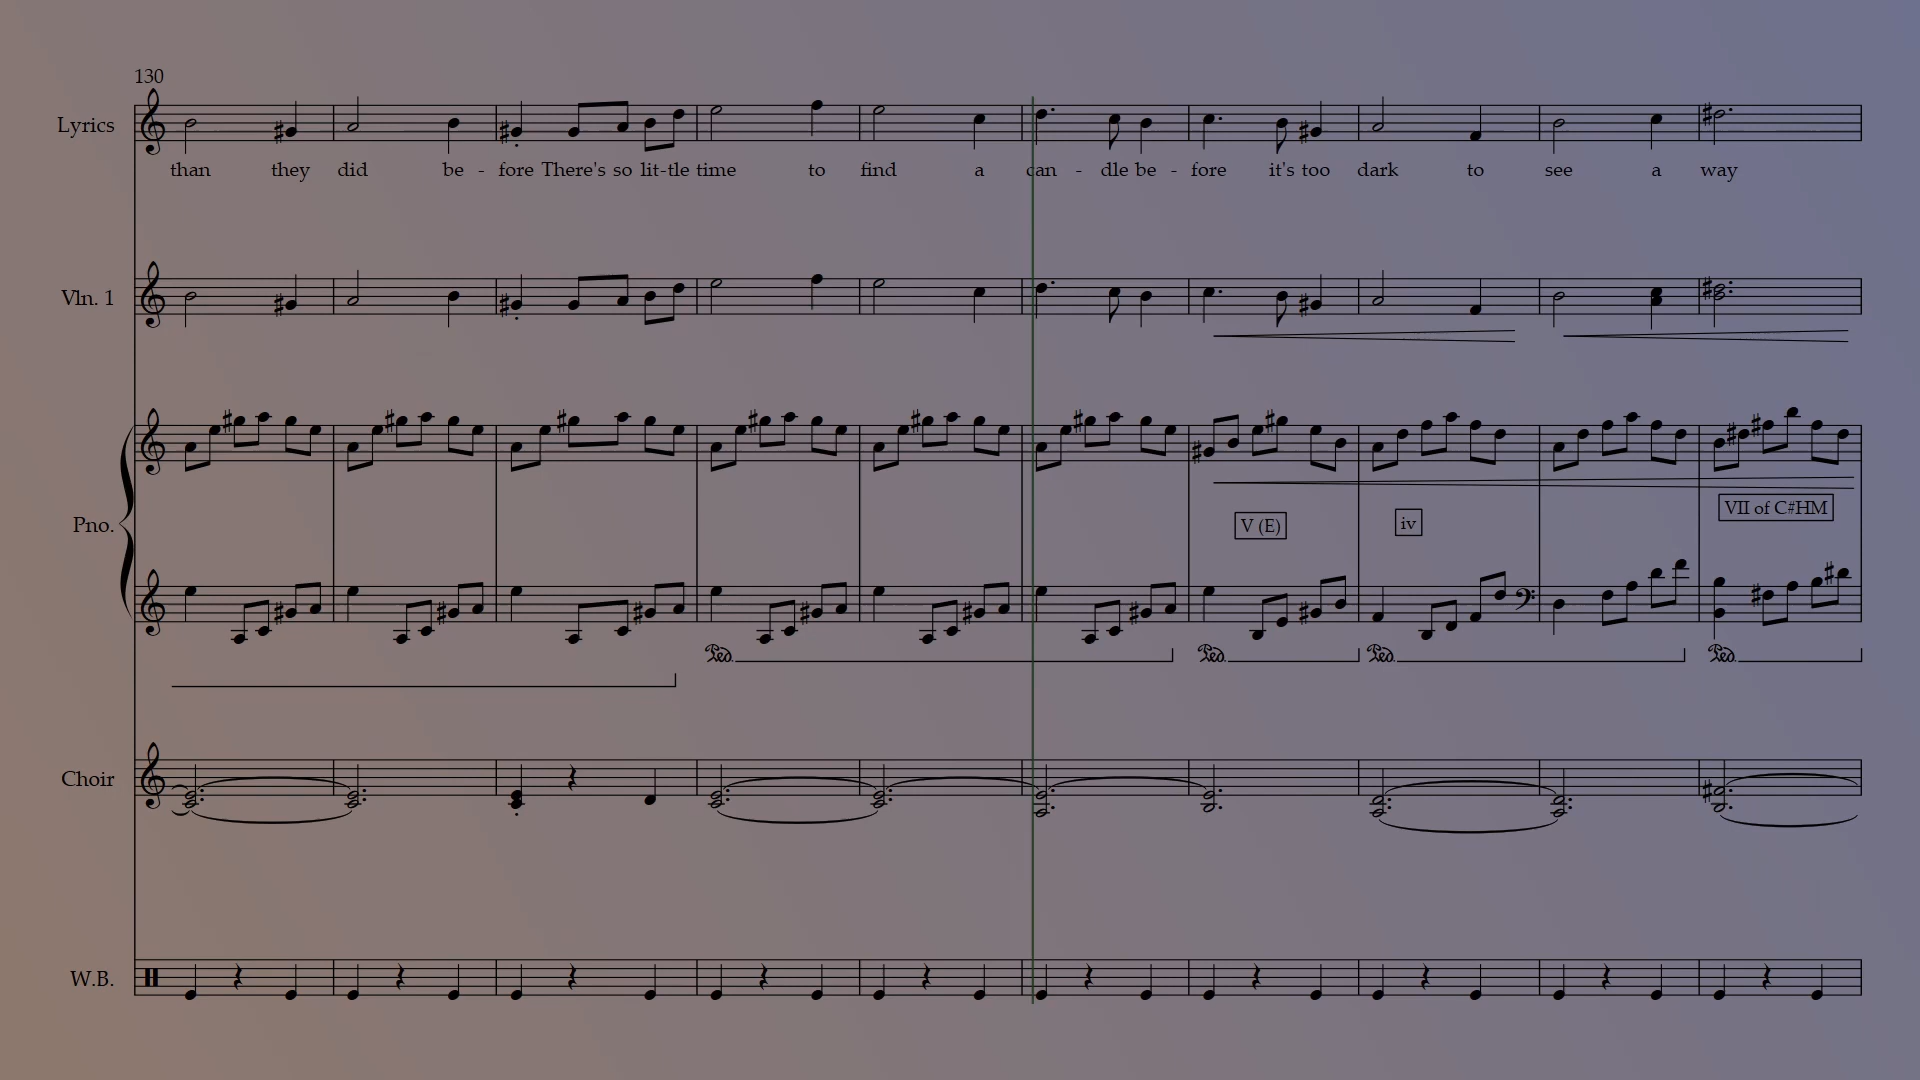 130
Lyrics
than they did be - fore There's so lit-tle time to find a can - dle be - fore it's too dark to see a way
Vln. 1
Pno.
V (E)
iv
VII of C#HM
Choir
W.B.